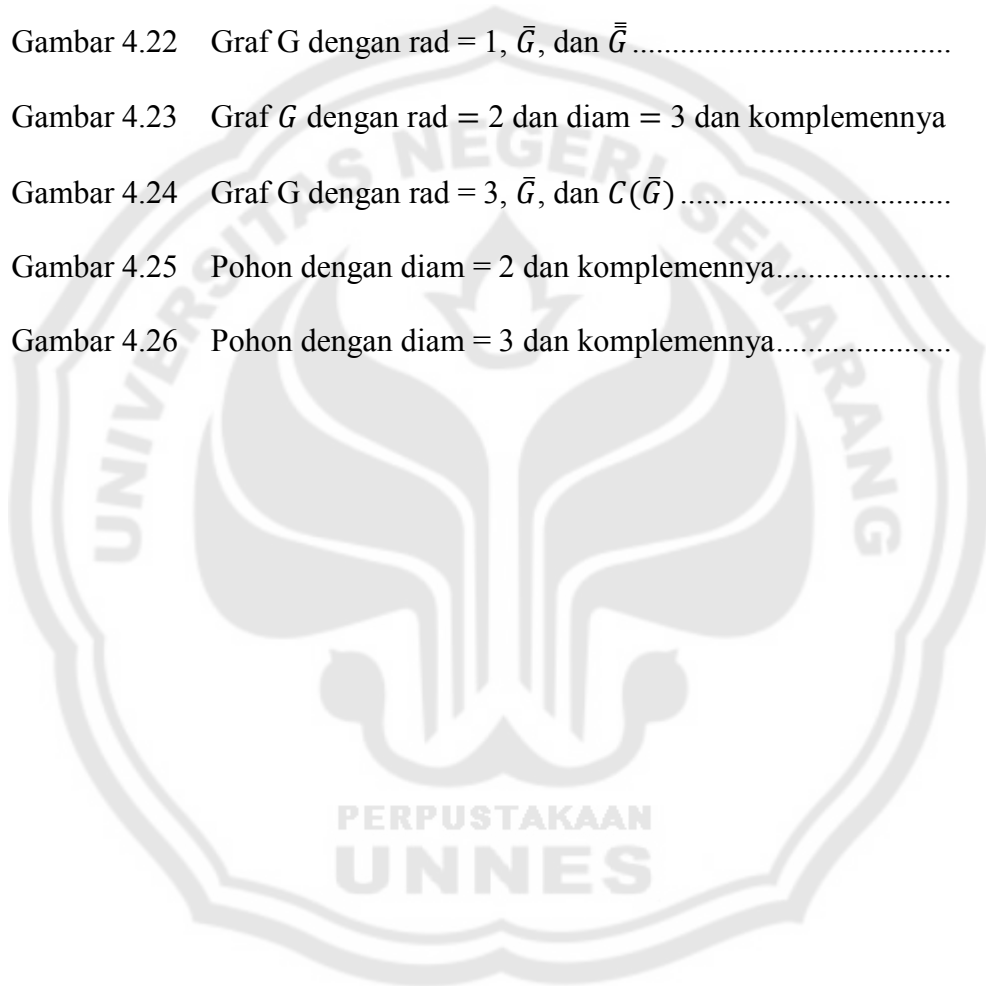 Gambar 4.22 Graf G dengan rad = 1, Ḡ, dan G̿̄ ........................................
Gambar 4.23 Graf G dengan rad = 2 dan diam = 3 dan komplemennya
Gambar 4.24 Graf G dengan rad = 3, Ḡ, dan C(Ḡ) ..................................
Gambar 4.25 Pohon dengan diam = 2 dan komplemennya......................
Gambar 4.26 Pohon dengan diam = 3 dan komplemennya......................
UNIVERSITAS NEGERI SEMARANG
PERPUSTAKAAN
UNNES